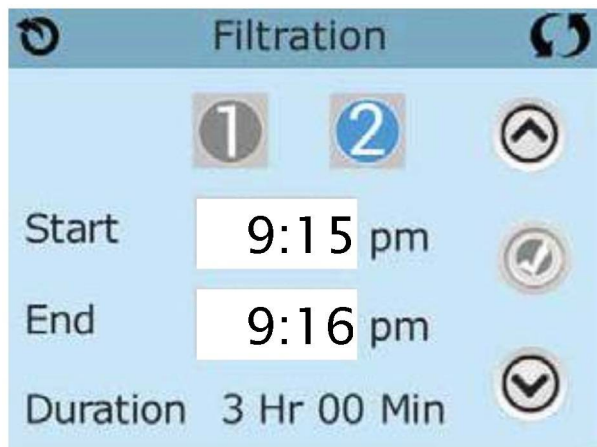 Filtration
1 2
Start 9:15 pm
End 9:16 pm
Duration 3 Hr 00 Min